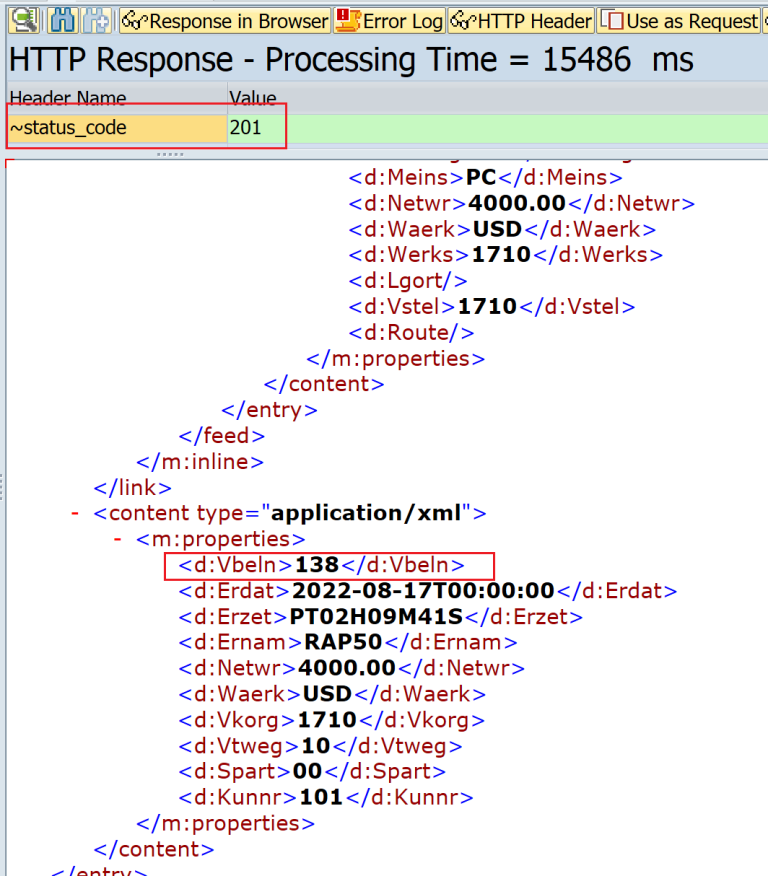 Response in Browser Error Log HTTP Header Use as Request
HTTP Response - Processing Time = 15486 ms
Header Name Value
~status_code 201
<d:Meins>PC</d:Meins>
<d:Netwr>4000.00</d:Netwr>
<d:Waerk>USD</d:Waerk>
<d:Werks>1710</d:Werks>
<d:Lgort/>
<d:Vstel>1710</d:Vstel>
<d:Route/>
</m:properties>
</content>
</entry>
</feed>
</m:inline>
</link>
- <content type="application/xml">
- <m:properties>
<d:Vbeln>138</d:Vbeln>
<d:Erdat>2022-08-17T00:00:00</d:Erdat>
<d:Erzet>PT02H09M41S</d:Erzet>
<d:Ernam>RAP50</d:Ernam>
<d:Netwr>4000.00</d:Netwr>
<d:Waerk>USD</d:Waerk>
<d:Vkorg>1710</d:Vkorg>
<d:Vtweg>10</d:Vtweg>
<d:Spart>00</d:Spart>
<d:Kunnr>101</d:Kunnr>
</m:properties>
</content>
</entry>